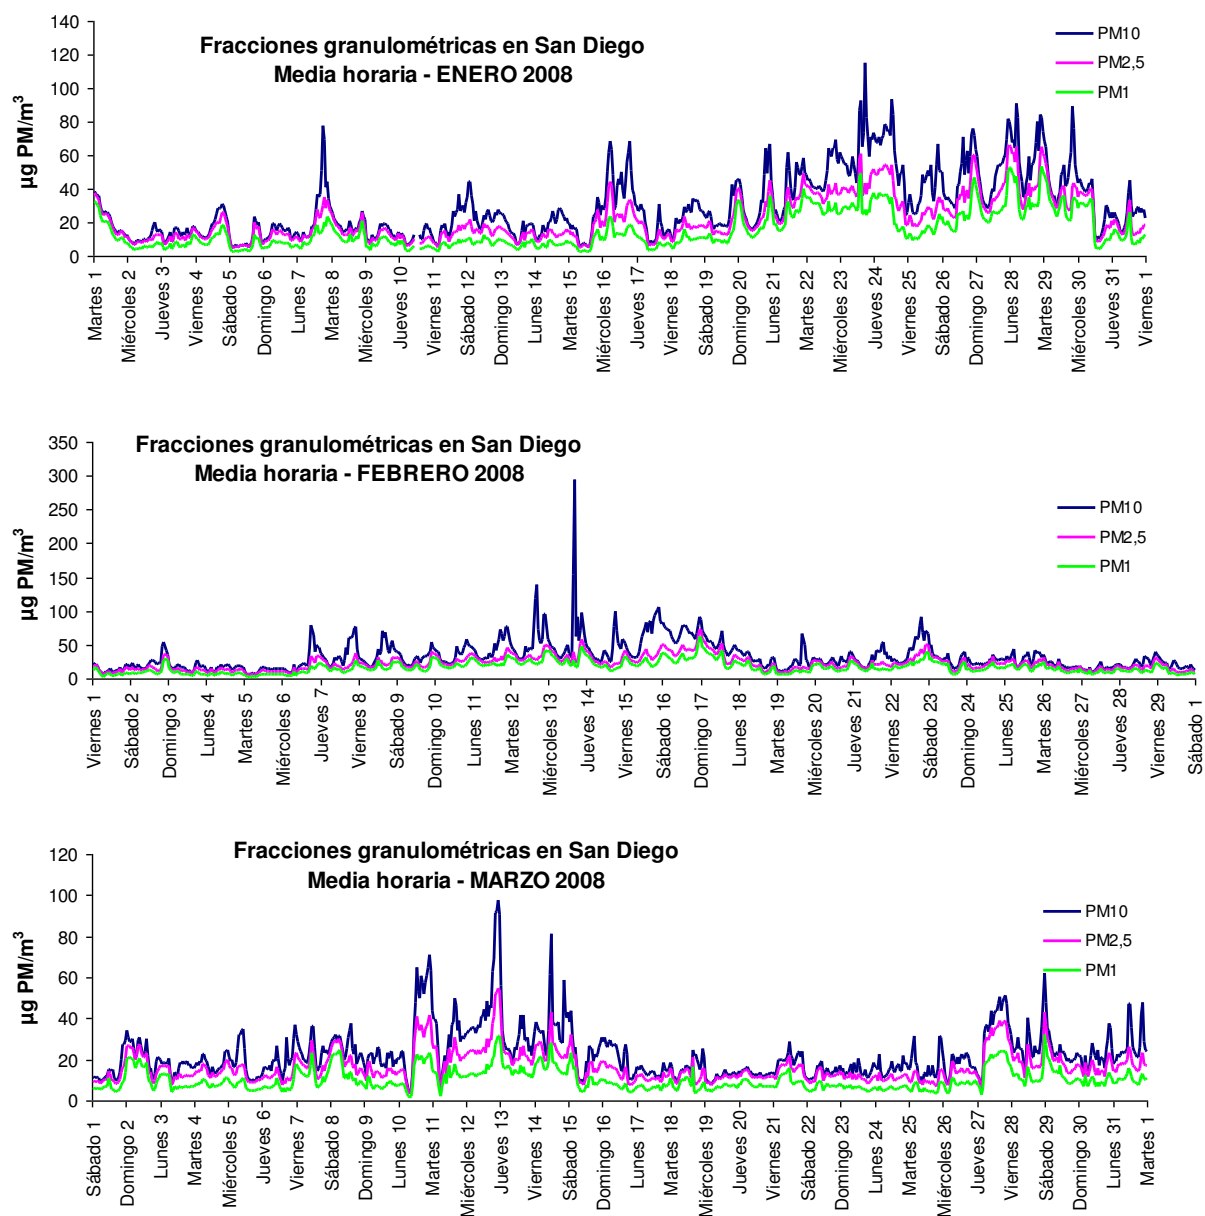 Fracciones granulométricas en San Diego
Media horaria - ENERO 2008
µg PM/m³
140
120
100
80
60
40
20
0
PM10
PM2,5
PM1
Martes 1
Miércoles 2
Jueves 3
Viernes 4
Sábado 5
Domingo 6
Lunes 7
Martes 8
Miércoles 9
Jueves 10
Viernes 11
Sábado 12
Domingo 13
Lunes 14
Martes 15
Miércoles 16
Jueves 17
Viernes 18
Sábado 19
Domingo 20
Lunes 21
Martes 22
Miércoles 23
Jueves 24
Viernes 25
Sábado 26
Domingo 27
Lunes 28
Martes 29
Miércoles 30
Jueves 31
Viernes 1
Fracciones granulométricas en San Diego
Media horaria - FEBRERO 2008
µg PM/m³
350
300
250
200
150
100
50
0
PM10
PM2,5
PM1
Viernes 1
Sábado 2
Domingo 3
Lunes 4
Martes 5
Miércoles 6
Jueves 7
Viernes 8
Sábado 9
Domingo 10
Lunes 11
Martes 12
Miércoles 13
Jueves 14
Viernes 15
Sábado 16
Domingo 17
Lunes 18
Martes 19
Miércoles 20
Jueves 21
Viernes 22
Sábado 23
Domingo 24
Lunes 25
Martes 26
Miércoles 27
Jueves 28
Viernes 29
Sábado 1
Fracciones granulométricas en San Diego
Media horaria - MARZO 2008
µg PM/m³
120
100
80
60
40
20
0
PM10
PM2,5
PM1
Sábado 1
Domingo 2
Lunes 3
Martes 4
Miércoles 5
Jueves 6
Viernes 7
Sábado 8
Domingo 9
Lunes 10
Martes 11
Miércoles 12
Jueves 13
Viernes 14
Sábado 15
Domingo 16
Lunes 17
Martes 18
Miércoles 19
Jueves 20
Viernes 21
Sábado 22
Domingo 23
Lunes 24
Martes 25
Miércoles 26
Jueves 27
Viernes 28
Sábado 29
Domingo 30
Lunes 31
Martes 1